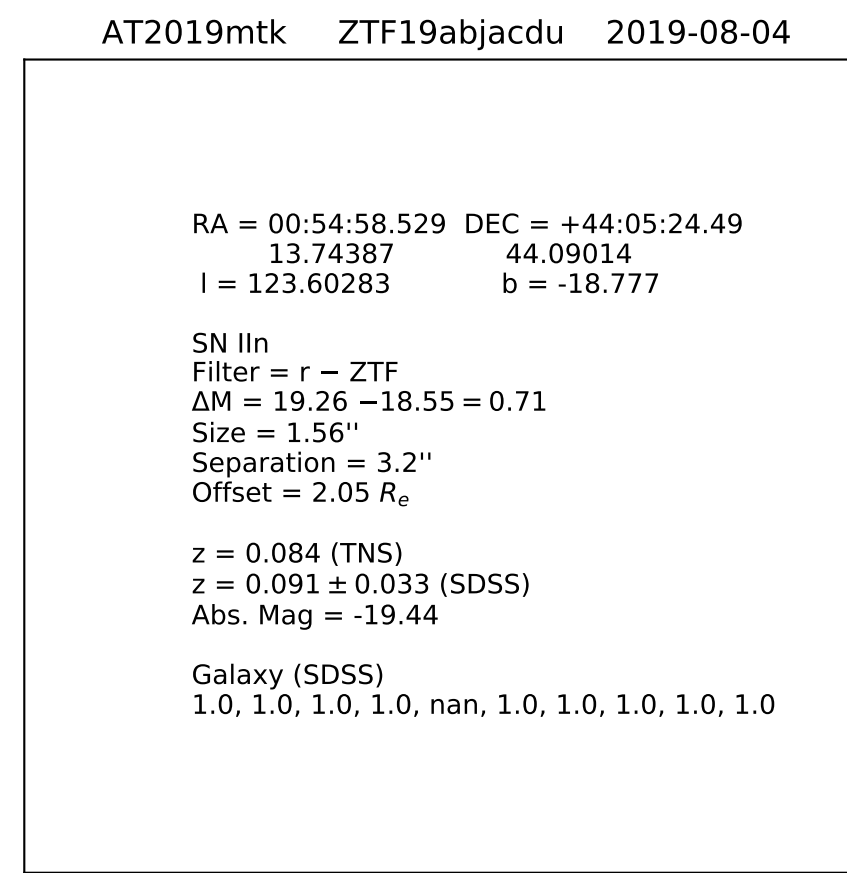 AT2019mtk ZTF19abjacdu 2019-08-04
RA = 00:54:58.529 DEC = +44:05:24.49
13.74387 44.09014
l = 123.60283 b = -18.777
SN IIn
Filter = r − ZTF
ΔM = 19.26 −18.55 = 0.71
Size = 1.56''
Separation = 3.2''
Offset = 2.05 Rₑ
z = 0.084 (TNS)
z = 0.091 ± 0.033 (SDSS)
Abs. Mag = -19.44
Galaxy (SDSS)
1.0, 1.0, 1.0, 1.0, nan, 1.0, 1.0, 1.0, 1.0, 1.0